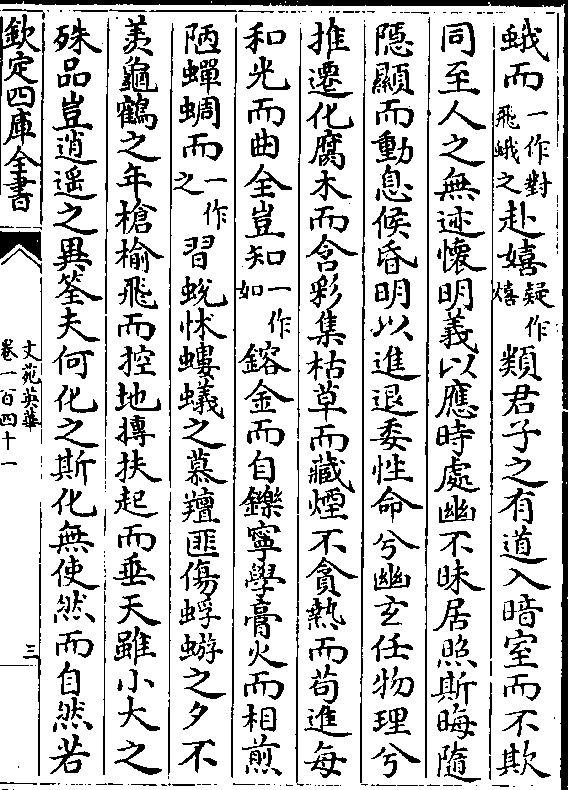 蛾而一作對飛蛾之赴嬉疑作熺類君子之有道入暗室而不欺
同至人之無迹懷明義以應時處幽不昧居照斯晦隨
隠顯而動息候昏明以進退委性命兮幽玄任物理兮
推遷化腐木而含彩集枯草而藏煙不貪熱而苟進每
和光而曲全豈知一作如鎔金而自鑠寧學膏火而相煎
陋蟬蜩而一作之習蛻怵螻蟻之慕羶匪傷蜉蝣之夕不
羡龜鶴之年槍榆飛而控地摶扶起而垂天雖小大之
殊品豈逍遥之異筌夫何化之斯化無使然而自然若
欽定四庫全書
文苑英華
卷一百四十一
三